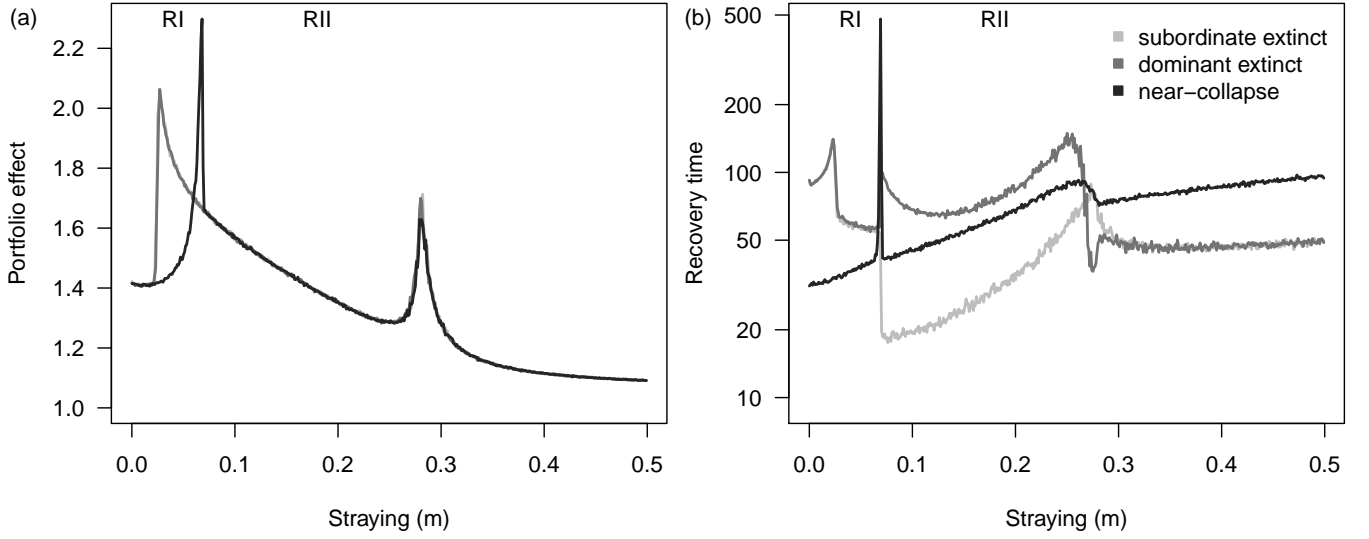 (a)
RI RII
2.2
2.0
1.8
1.6
1.4
1.2
1.0
Portfolio effect
0.0 0.1 0.2 0.3 0.4 0.5
Straying (m)
(b)
RI RII
500
200
100
50
20
10
Recovery time
subordinate extinct
dominant extinct
near−collapse
0.0 0.1 0.2 0.3 0.4 0.5
Straying (m)